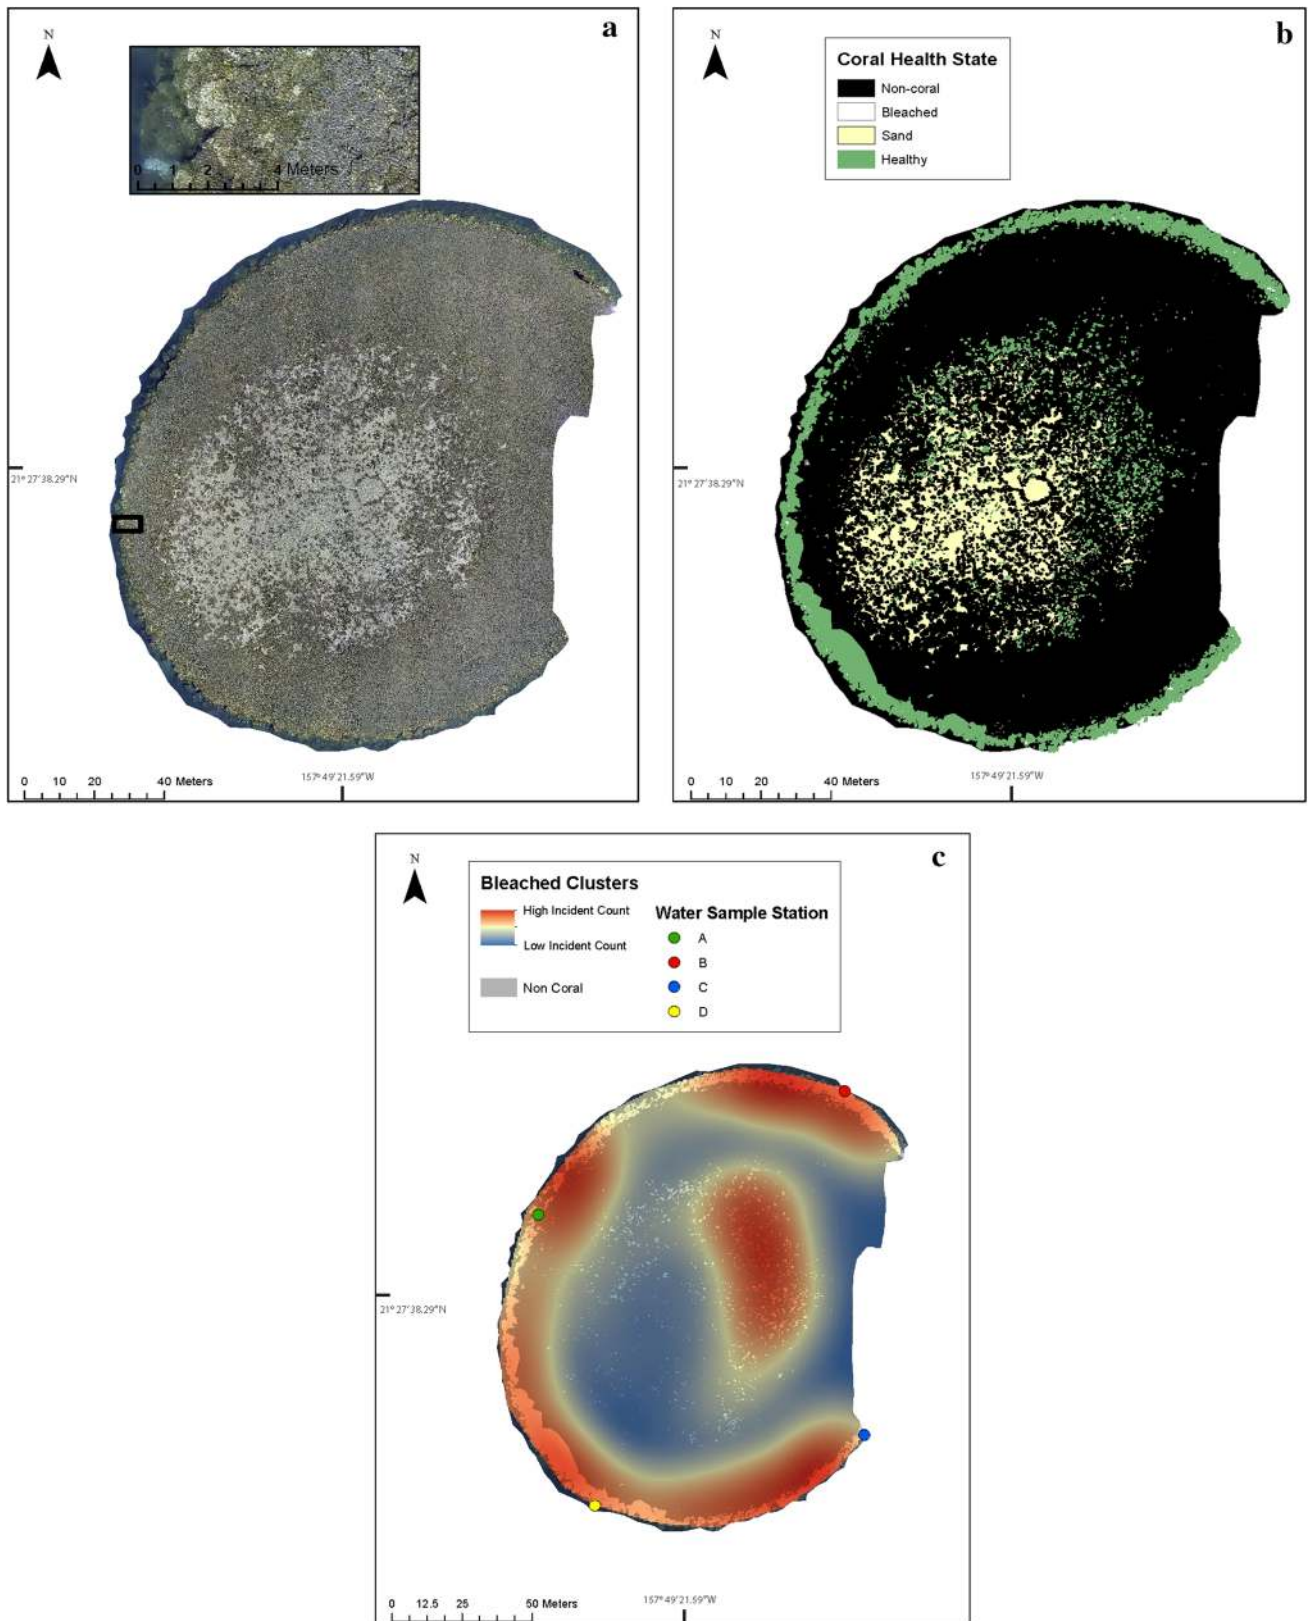 a
N
0 1 2 4 Meters
21° 27'38.29"N
157° 49'21.59"W
0 10 20 40 Meters
b
N
Coral Health State
Non-coral
Bleached
Sand
Healthy
21° 27'38.29"N
157° 49'21.59"W
0 10 20 40 Meters
c
N
Bleached Clusters
High Incident Count
Low Incident Count
Non Coral
Water Sample Station
A
B
C
D
21° 27'38.29"N
157° 49'21.59"W
0 12.5 25 50 Meters